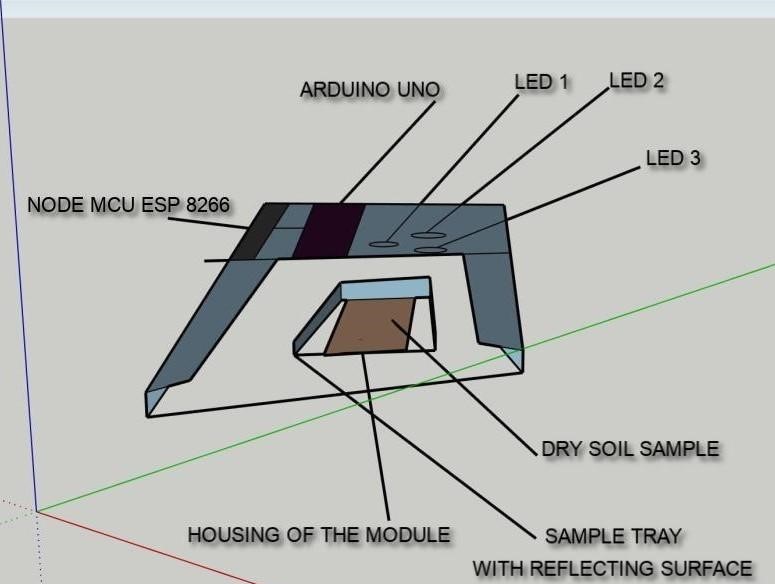 ARDUINO UNO
LED 1
LED 2
LED 3
NODE MCU ESP 8266
DRY SOIL SAMPLE
HOUSING OF THE MODULE
SAMPLE TRAY
WITH REFLECTING SURFACE